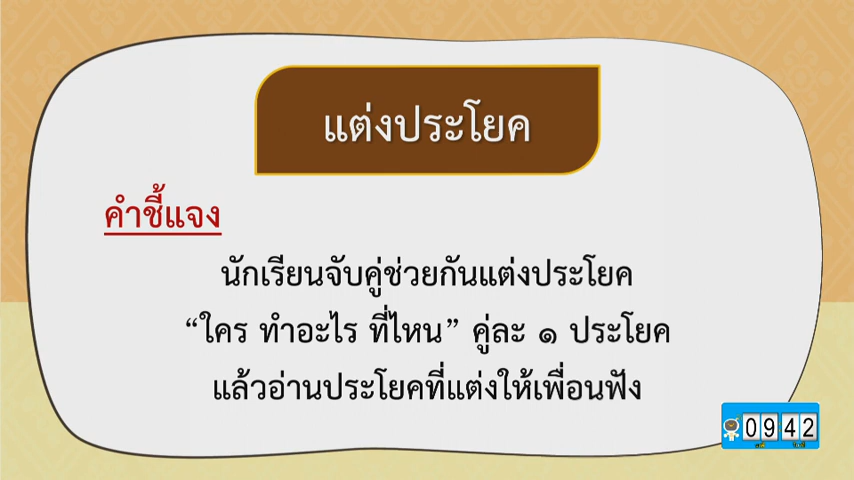 แต่งประโยค
คำชี้แจง
นักเรียนจับคู่ช่วยกันแต่งประโยค
“ใคร ทำอะไร ที่ไหน” คู่ละ ๑ ประโยค
แล้วอ่านประโยคที่แต่งให้เพื่อนฟัง
0942